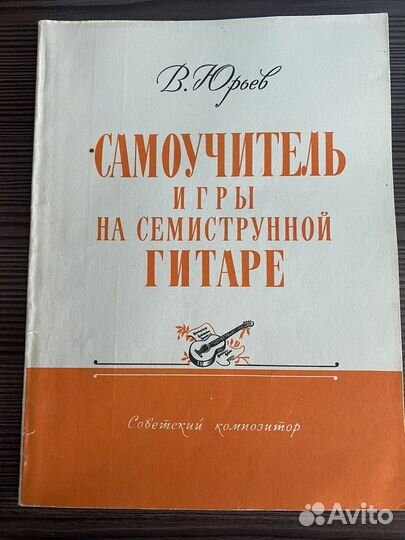 В. Юрьев
САМОУЧИТЕЛЬ
ИГРЫ
НА СЕМИСТРУННОЙ
ГИТАРЕ
Советский композитор
Avito